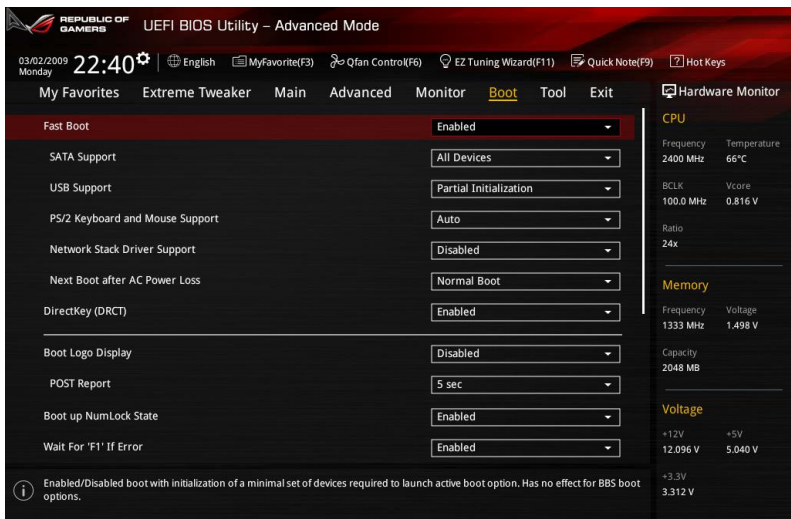 REPUBLIC OF
GAMERS
UEFI BIOS Utility – Advanced Mode
03/02/2009
Monday
22:40
English
MyFavorite(F3)
Qfan Control(F6)
EZ Tuning Wizard(F11)
Quick Note(F9)
? Hot Keys
My Favorites
Extreme Tweaker
Main
Advanced
Monitor
Boot
Tool
Exit
Hardware Monitor
Fast Boot
Enabled
SATA Support
All Devices
USB Support
Partial Initialization
PS/2 Keyboard and Mouse Support
Auto
Network Stack Driver Support
Disabled
Next Boot after AC Power Loss
Normal Boot
DirectKey (DRCT)
Enabled
Boot Logo Display
Disabled
POST Report
5 sec
Boot up NumLock State
Enabled
Wait For 'F1' If Error
Enabled
CPU
Frequency Temperature
2400 MHz 66°C
BCLK Vcore
100.0 MHz 0.816 V
Ratio
24x
Memory
Frequency Voltage
1333 MHz 1.498 V
Capacity
2048 MB
Voltage
+12V +5V
12.096 V 5.040 V
+3.3V
3.312 V
i
Enabled/Disabled boot with initialization of a minimal set of devices required to launch active boot option. Has no effect for BBS boot
options.